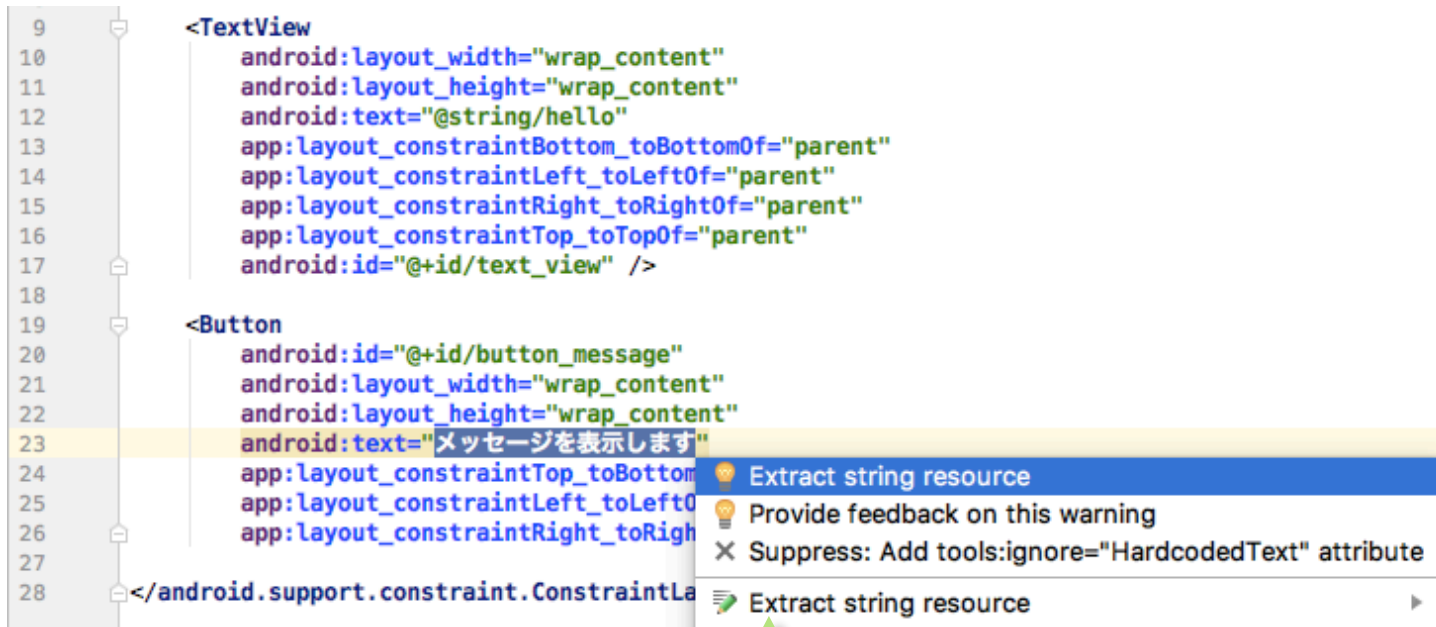 9 <TextView
10 android:layout_width="wrap_content"
11 android:layout_height="wrap_content"
12 android:text="@string/hello"
13 app:layout_constraintBottom_toBottomOf="parent"
14 app:layout_constraintLeft_toLeftOf="parent"
15 app:layout_constraintRight_toRightOf="parent"
16 app:layout_constraintTop_toTopOf="parent"
17 android:id="@+id/text_view" />
18
19 <Button
20 android:id="@+id/button_message"
21 android:layout_width="wrap_content"
22 android:layout_height="wrap_content"
23 android:text="メッセージを表示します"
24 app:layout_constraintTop_toBottom
25 app:layout_constraintLeft_toLeftO
26 app:layout_constraintRight_toRigh
27
28 </android.support.constraint.ConstraintLa
Extract string resource
Provide feedback on this warning
Suppress: Add tools:ignore="HardcodedText" attribute
Extract string resource